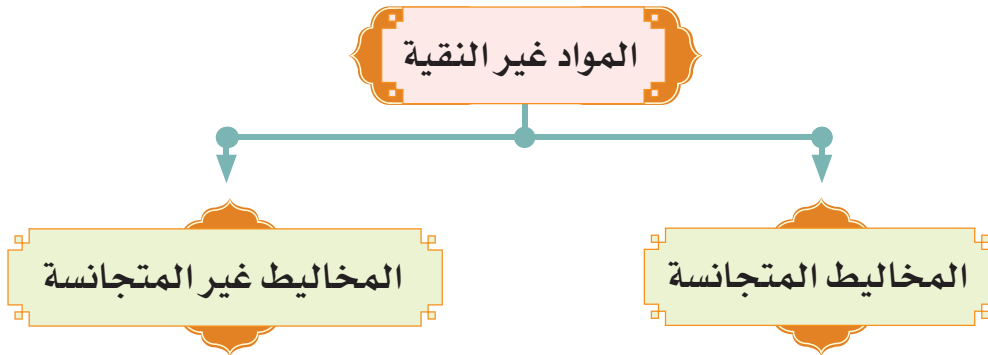 المواد غير النقية
المخاليط المتجانسة
المخاليط غير المتجانسة